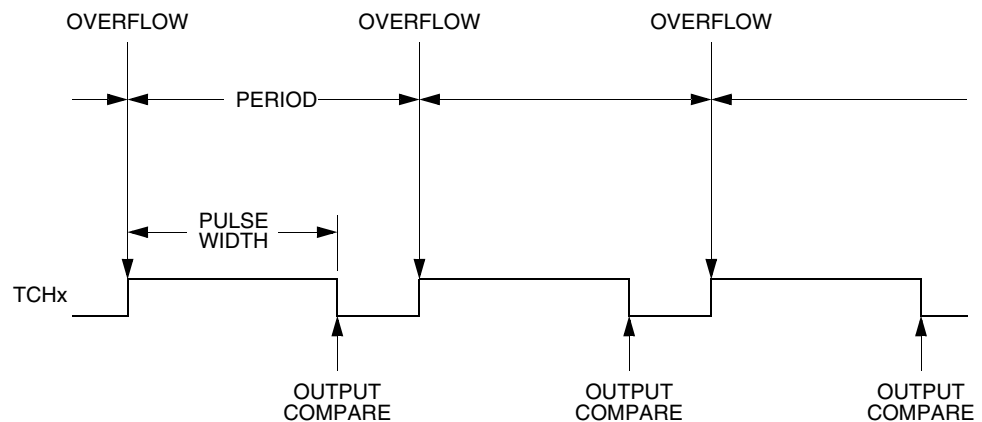 OVERFLOW OVERFLOW OVERFLOW
PERIOD
PULSE
WIDTH
TCHx
OUTPUT
COMPARE
OUTPUT
COMPARE
OUTPUT
COMPARE